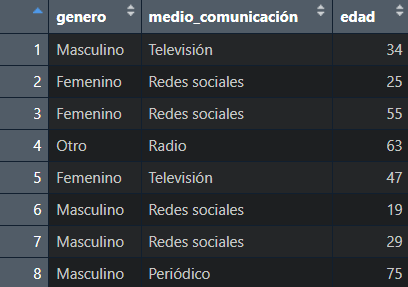 genero medio_comunicación edad
1 Masculino Televisión 34
2 Femenino Redes sociales 25
3 Femenino Redes sociales 55
4 Otro Radio 63
5 Femenino Televisión 47
6 Masculino Redes sociales 19
7 Masculino Redes sociales 29
8 Masculino Periódico 75